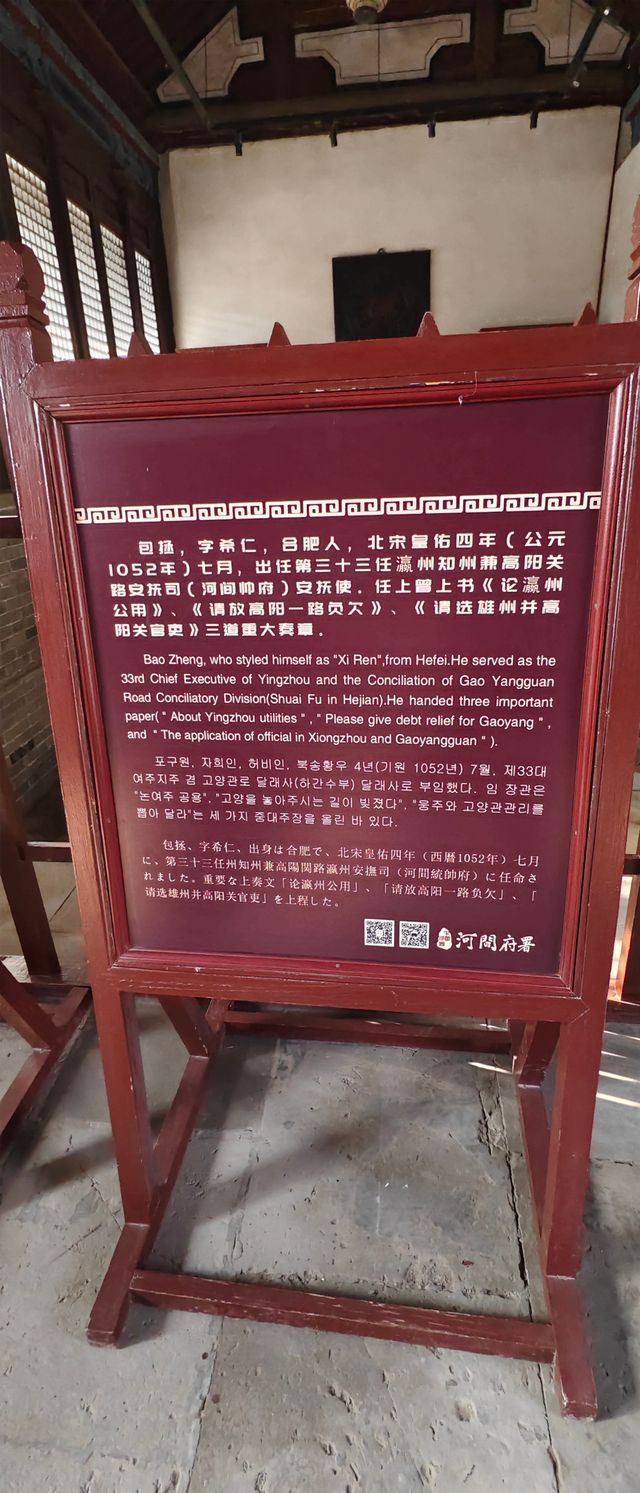 包拯，字希仁，合肥人，北宋皇佑四年（公元
1052年）七月，出任第三十三任瀛州知州兼高阳关
路安抚司（河间帅府）安抚使。任上曾上书《论瀛州
公用》、《请放高阳一路负欠》、《请选雄州并高
阳关官吏》三道重大奏章。
Bao Zheng, who styled himself as "Xi Ren",from Hefei.He served as the
33rd Chief Executive of Yingzhou and the Conciliation of Gao Yangguan
Road Conciliatory Division(Shuai Fu in Hejian).He handed three important
paper( " About Yingzhou utilities " , " Please give debt relief for Gaoyang " ,
and " The application of official in Xiongzhou and Gaoyangguan " ).
포구원, 자희인, 허비인, 북송황우 4년(기원 1052년) 7월, 제33대
여주지주 겸 고양관로 달래사(하간수부) 달래사로 부임했다. 임 장관은
"논여주 공용", "고양을 놓아주시는 길이 빚졌다", "웅주와 고양관관리를
뽑아 달라"는 세 가지 중대주장을 올린 바 있다.
包拯、字希仁、出身は合肥で、北宋皇佑四年（西暦1052年）七月
に、第三十三任州知州兼高陽関路瀛州安撫司（河間統帥府）に任命さ
れました。重要な上奏文「论瀛州公用」、「请放高阳一路负欠」、「
请选雄州并高阳关官吏」を上程した。
河間府署